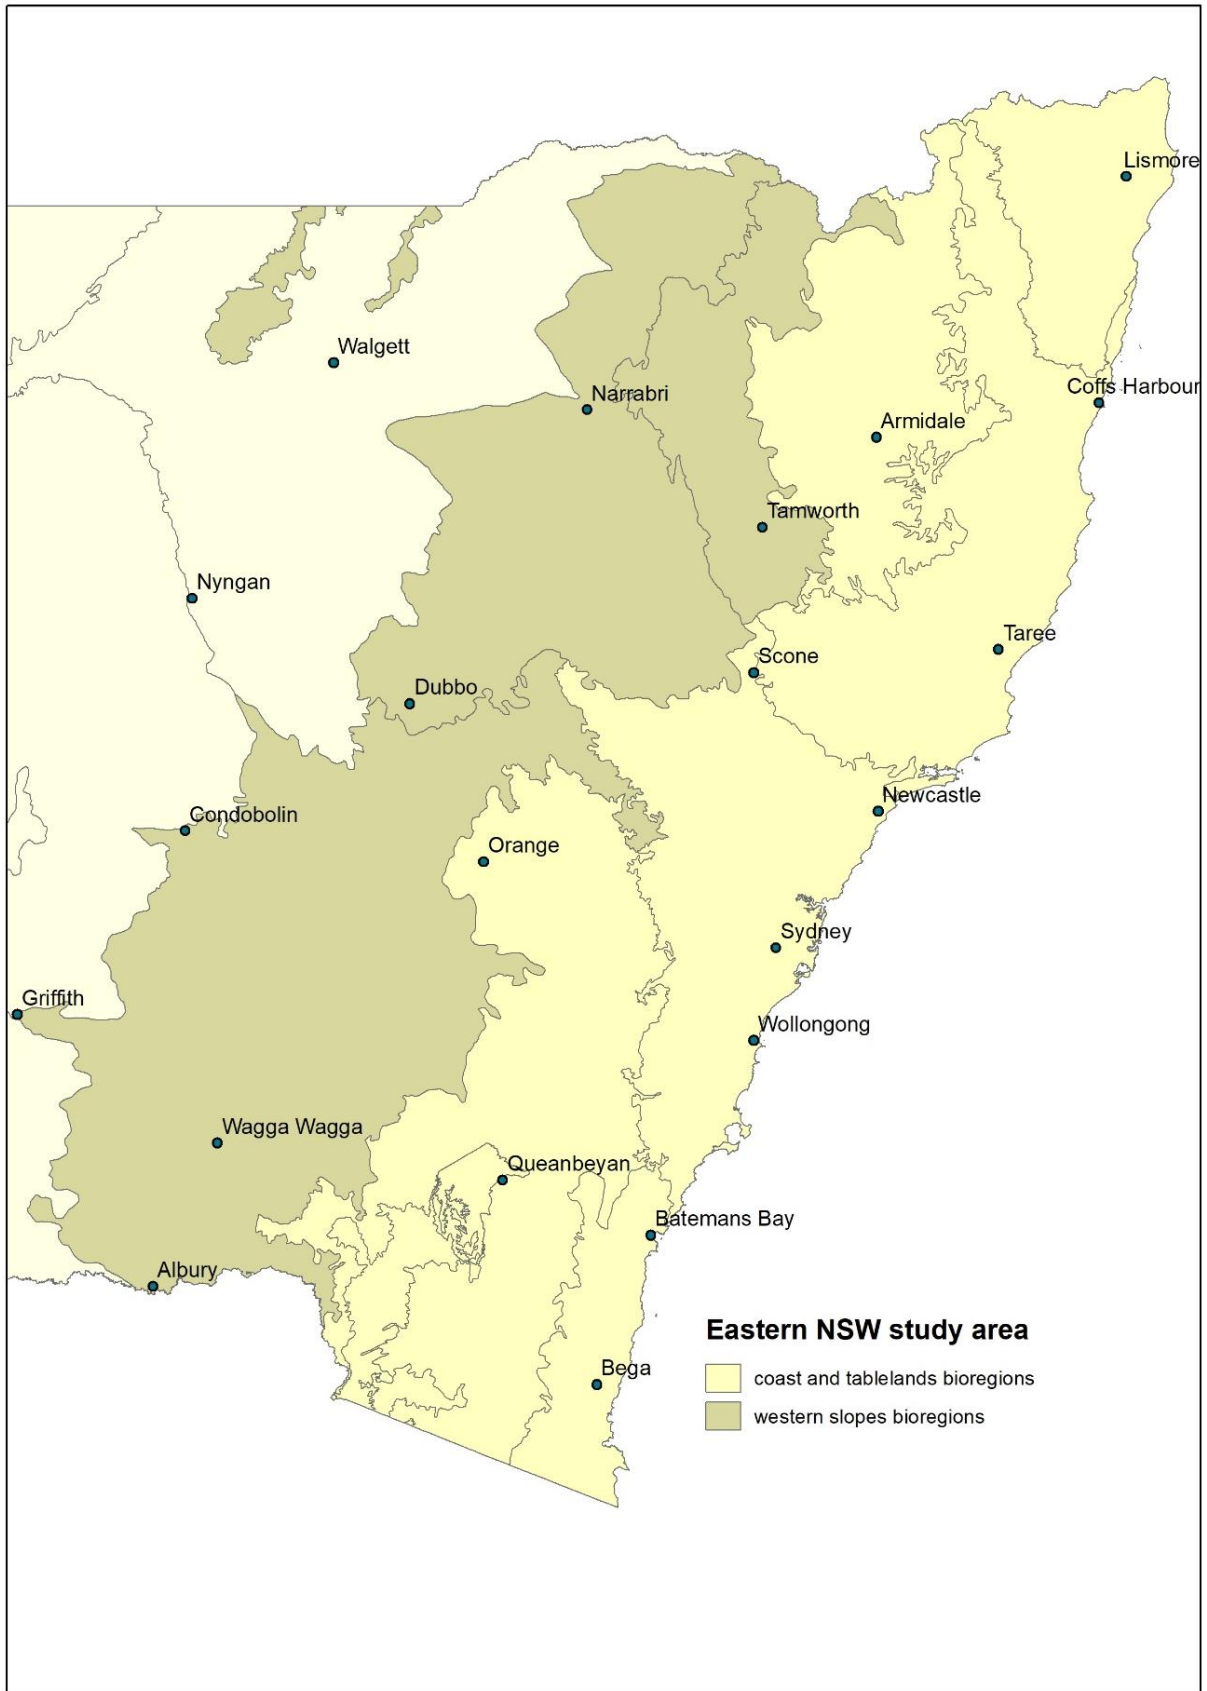 Lismore
Walgett
Narrabri
Coffs Harbour
Armidale
Tamworth
Nyngan
Taree
Scone
Dubbo
Newcastle
Condobolin
Orange
Sydney
Griffith
Wollongong
Wagga Wagga
Queanbeyan
Batemans Bay
Albury
Eastern NSW study area
coast and tablelands bioregions
Bega
western slopes bioregions